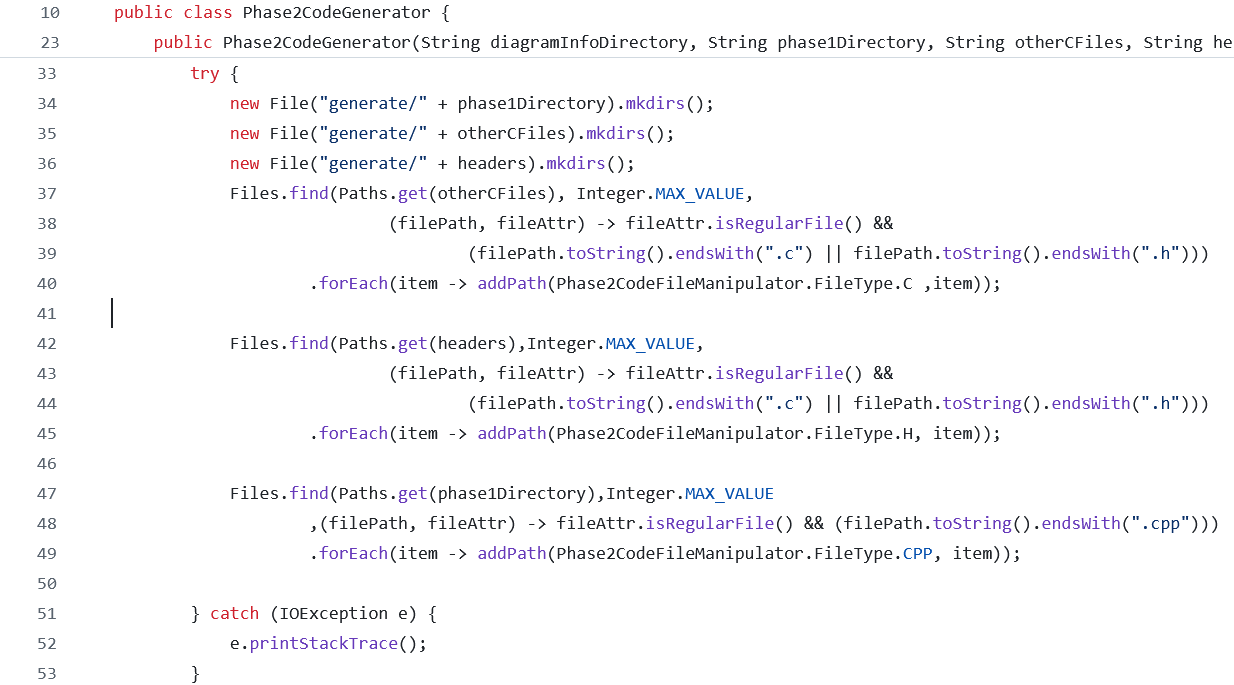 10 public class Phase2CodeGenerator {
23 public Phase2CodeGenerator(String diagramInfoDirectory, String phase1Directory, String otherCFiles, String he
33 try {
34 new File("generate/" + phase1Directory).mkdirs();
35 new File("generate/" + otherCFiles).mkdirs();
36 new File("generate/" + headers).mkdirs();
37 Files.find(Paths.get(otherCFiles), Integer.MAX_VALUE,
38 (filePath, fileAttr) -> fileAttr.isRegularFile() &&
39 (filePath.toString().endsWith(".c") || filePath.toString().endsWith(".h")))
40 .forEach(item -> addPath(Phase2CodeFileManipulator.FileType.C ,item));
41
42 Files.find(Paths.get(headers),Integer.MAX_VALUE,
43 (filePath, fileAttr) -> fileAttr.isRegularFile() &&
44 (filePath.toString().endsWith(".c") || filePath.toString().endsWith(".h")))
45 .forEach(item -> addPath(Phase2CodeFileManipulator.FileType.H, item));
46
47 Files.find(Paths.get(phase1Directory),Integer.MAX_VALUE
48 ,(filePath, fileAttr) -> fileAttr.isRegularFile() && (filePath.toString().endsWith(".cpp")))
49 .forEach(item -> addPath(Phase2CodeFileManipulator.FileType.CPP, item));
50
51 } catch (IOException e) {
52 e.printStackTrace();
53 }